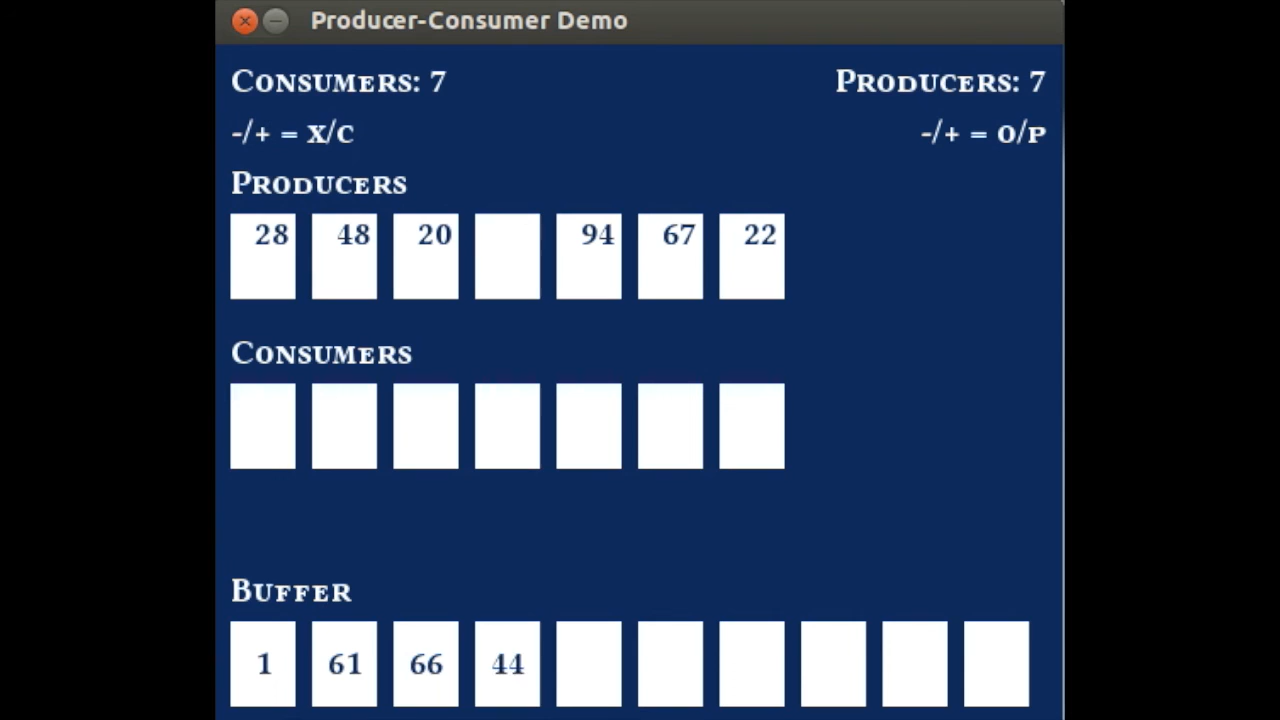 Producer-Consumer Demo
Consumers: 7 Producers: 7
-/+ = x/c -/+ = o/p
Producers
28 48 20 94 67 22
Consumers
Buffer
1 61 66 44